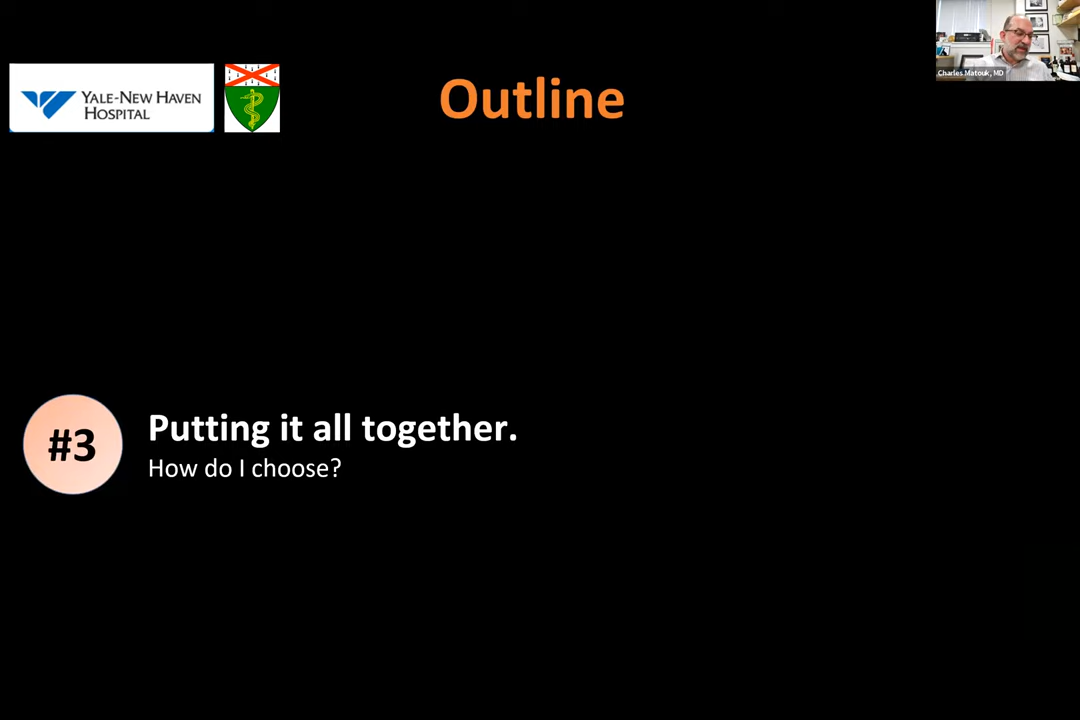 Charles Matouk, MD
YALE-NEW HAVEN
HOSPITAL
Outline
#3
Putting it all together.
How do I choose?